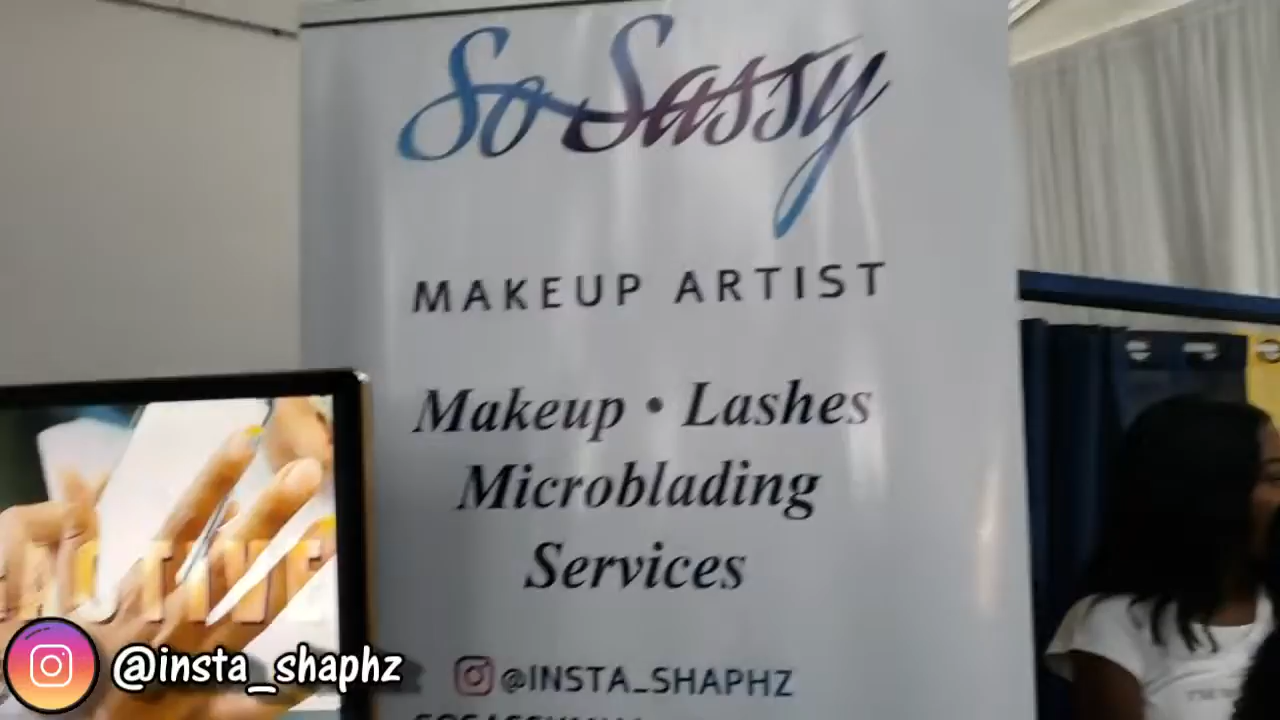 So Sassy
MAKEUP ARTIST
Makeup • Lashes
Microblading
Services
@INSTA_SHAPHZ
@insta_shaphz